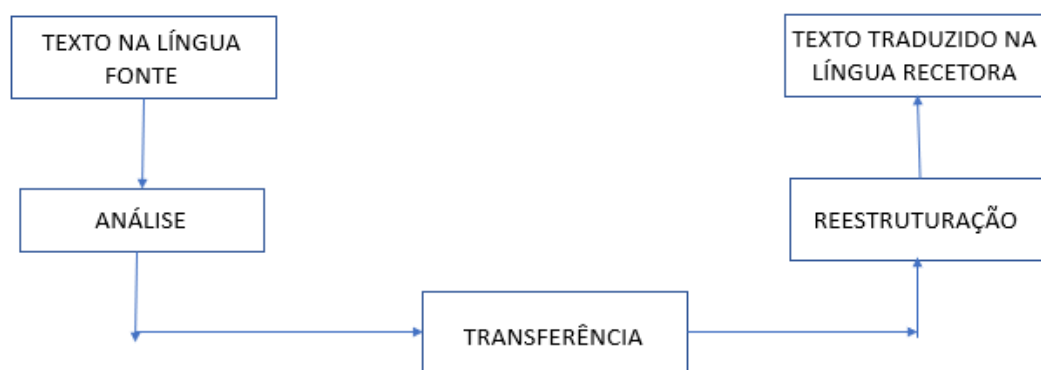 TEXTO NA LÍNGUA
FONTE
TEXTO TRADUZIDO NA
LÍNGUA RECETORA
ANÁLISE
REESTRUTURAÇÃO
TRANSFERÊNCIA